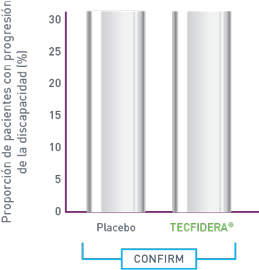 Proporción de pacientes con progresión
de la discapacidad (%)
30
25
20
15
10
5
0
Placebo
TECFIDERA®
CONFIRM